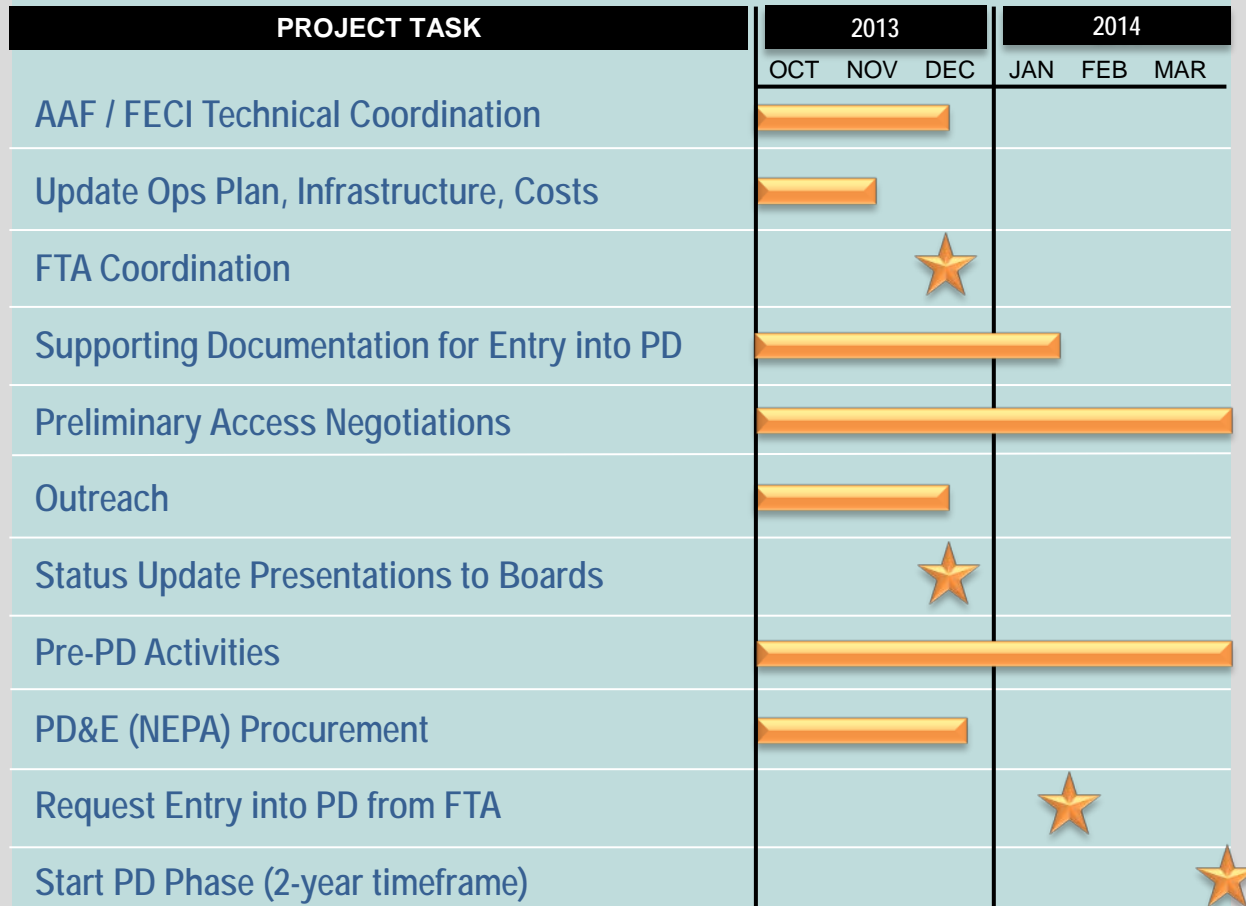 PROJECT TASK 2013 2014
OCT NOV DEC JAN FEB MAR
AAF / FECI Technical Coordination
Update Ops Plan, Infrastructure, Costs
FTA Coordination
Supporting Documentation for Entry into PD
Preliminary Access Negotiations
Outreach
Status Update Presentations to Boards
Pre-PD Activities
PD&E (NEPA) Procurement
Request Entry into PD from FTA
Start PD Phase (2-year timeframe)